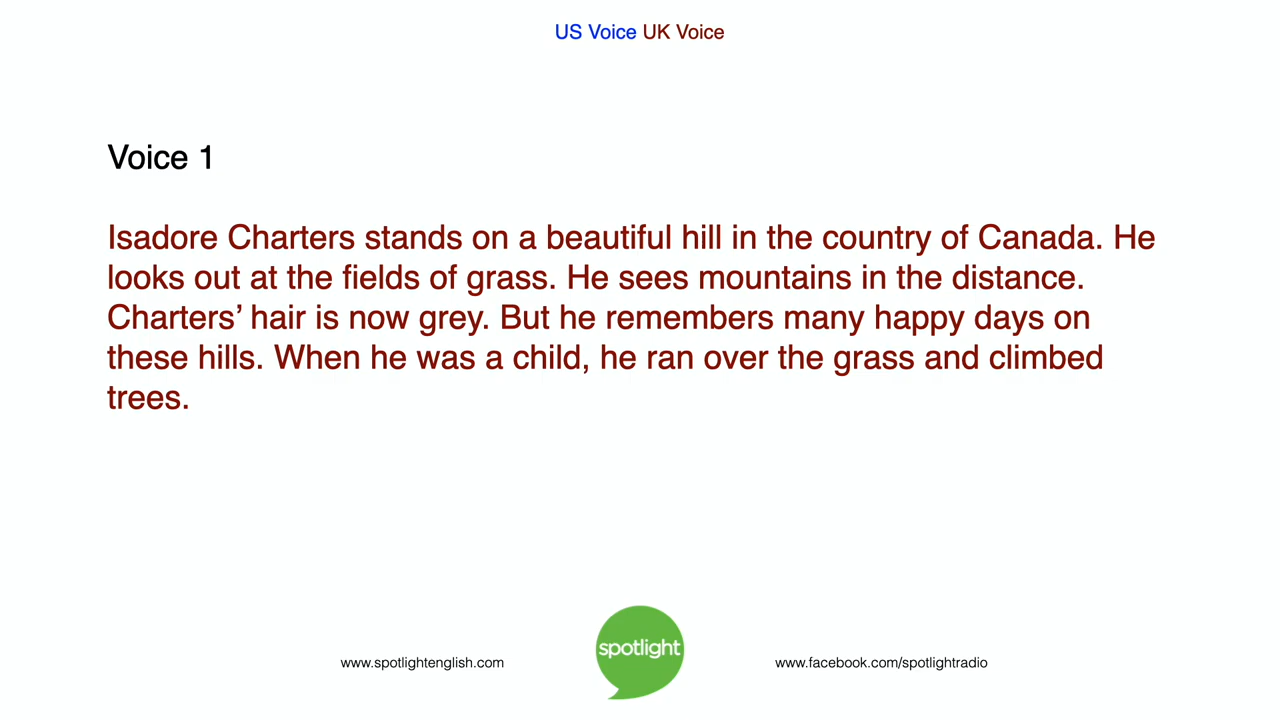 US Voice UK Voice
Voice 1
Isadore Charters stands on a beautiful hill in the country of Canada. He
looks out at the fields of grass. He sees mountains in the distance.
Charters’ hair is now grey. But he remembers many happy days on
these hills. When he was a child, he ran over the grass and climbed
trees.
www.spotlightenglish.com
spotlight
www.facebook.com/spotlightradio